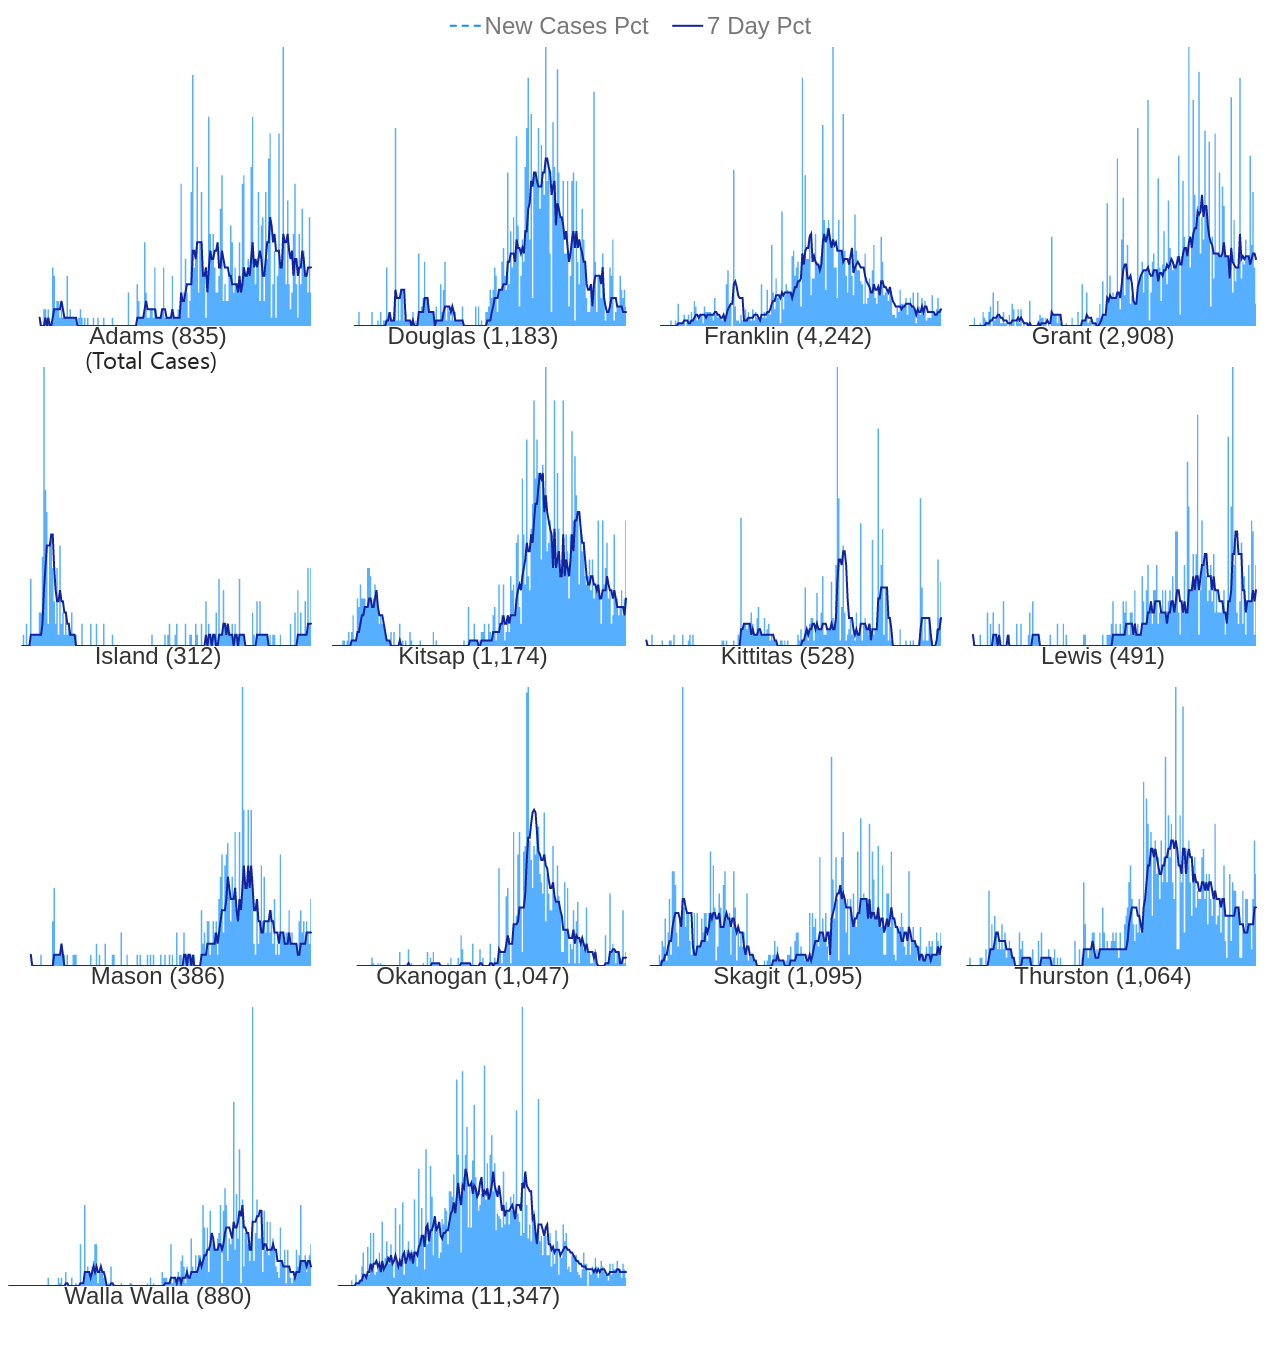 New Cases Pct 7 Day Pct
Adams (835) Douglas (1,183) Franklin (4,242) Grant (2,908)
(Total Cases)
Island (312) Kitsap (1,174) Kittitas (528) Lewis (491)
Mason (386) Okanogan (1,047) Skagit (1,095) Thurston (1,064)
Walla Walla (880) Yakima (11,347)